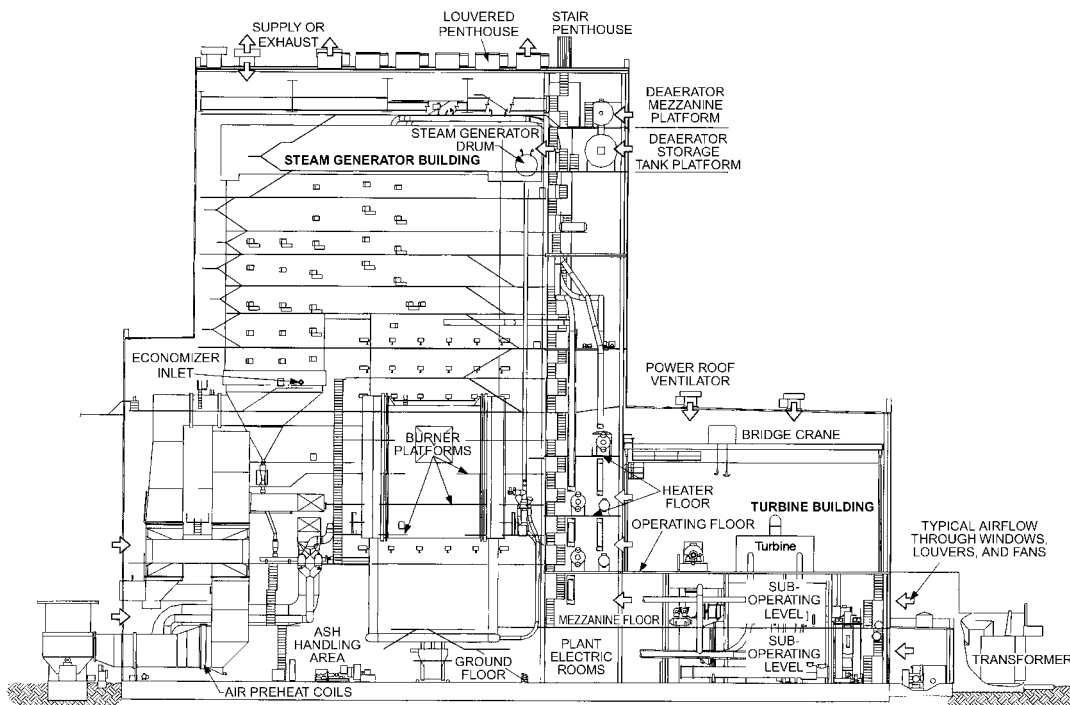 SUPPLY OR
EXHAUST
LOUVERED
PENTHOUSE
STAIR
PENTHOUSE
DEAERATOR
MEZZANINE
PLATFORM
STEAM GENERATOR
DRUM
STEAM GENERATOR BUILDING
DEAERATOR
STORAGE
TANK PLATFORM
ECONOMIZER
INLET
POWER ROOF
VENTILATOR
BRIDGE CRANE
BURNER
PLATFORMS
HEATER
FLOOR
TURBINE BUILDING
OPERATING FLOOR
Turbine
TYPICAL AIRFLOW
THROUGH WINDOWS,
LOUVERS, AND FANS
SUB-
OPERATING
LEVEL
MEZZANINE FLOOR
ASH
HANDLING
AREA
GROUND
FLOOR
PLANT
ELECTRIC
ROOMS
SUB-
OPERATING
LEVEL
TRANSFORMER
AIR PREHEAT COILS